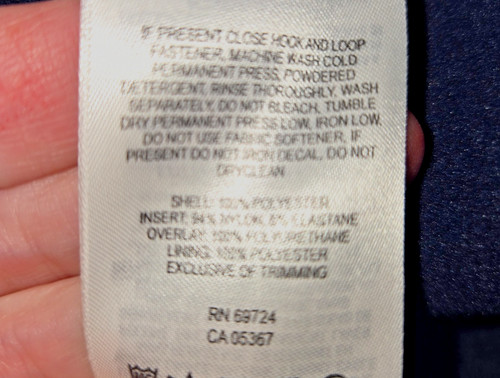 IF PRESENT CLOSE HOOK AND LOOP
FASTENER, MACHINE WASH COLD
PERMANENT PRESS, POWDERED
DETERGENT, RINSE THOROUGHLY, WASH
SEPARATELY, DO NOT BLEACH, TUMBLE
DRY PERMANENT PRESS LOW, IRON LOW,
DO NOT USE FABRIC SOFTENER, IF
PRESENT DO NOT IRON DECAL, DO NOT
DRYCLEAN
SHELL: 100% POLYESTER
INSERT: 94% NYLON, 6% ELASTANE
OVERLAY: 100% POLYURETHANE
LINING: 100% POLYESTER
EXCLUSIVE OF TRIMMING
RN 69724
CA 05367